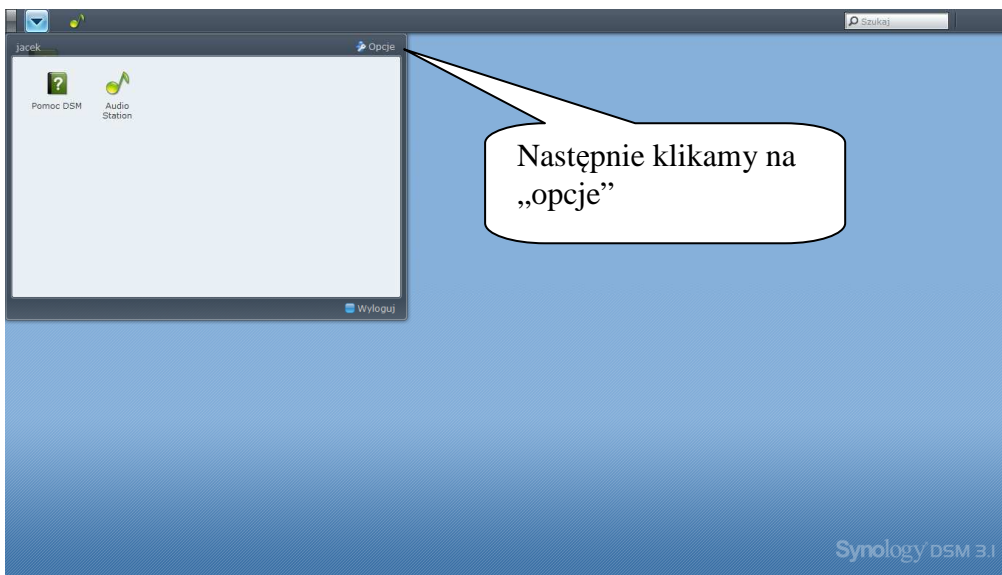 Szukaj
jacek
Opcje
Pomoc DSM
Audio
Station
Następnie klikamy na
„opcje”
Wyloguj
Synology DSM 3.1